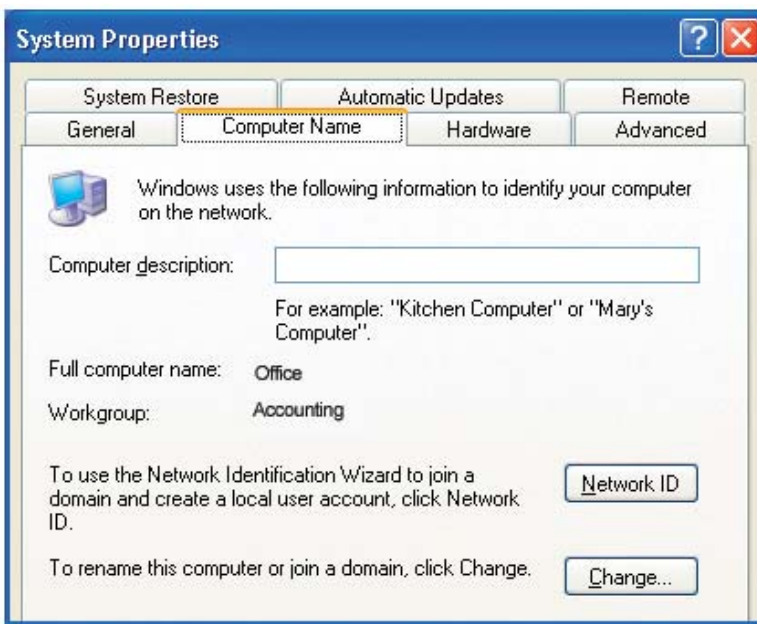 System Properties
?
System Restore Automatic Updates Remote
General Computer Name Hardware Advanced
Windows uses the following information to identify your computer
on the network.
Computer description:
For example: "Kitchen Computer" or "Mary's
Computer".
Full computer name: Office
Workgroup: Accounting
To use the Network Identification Wizard to join a
domain and create a local user account, click Network
ID.
Network ID
To rename this computer or join a domain, click Change.
Change...